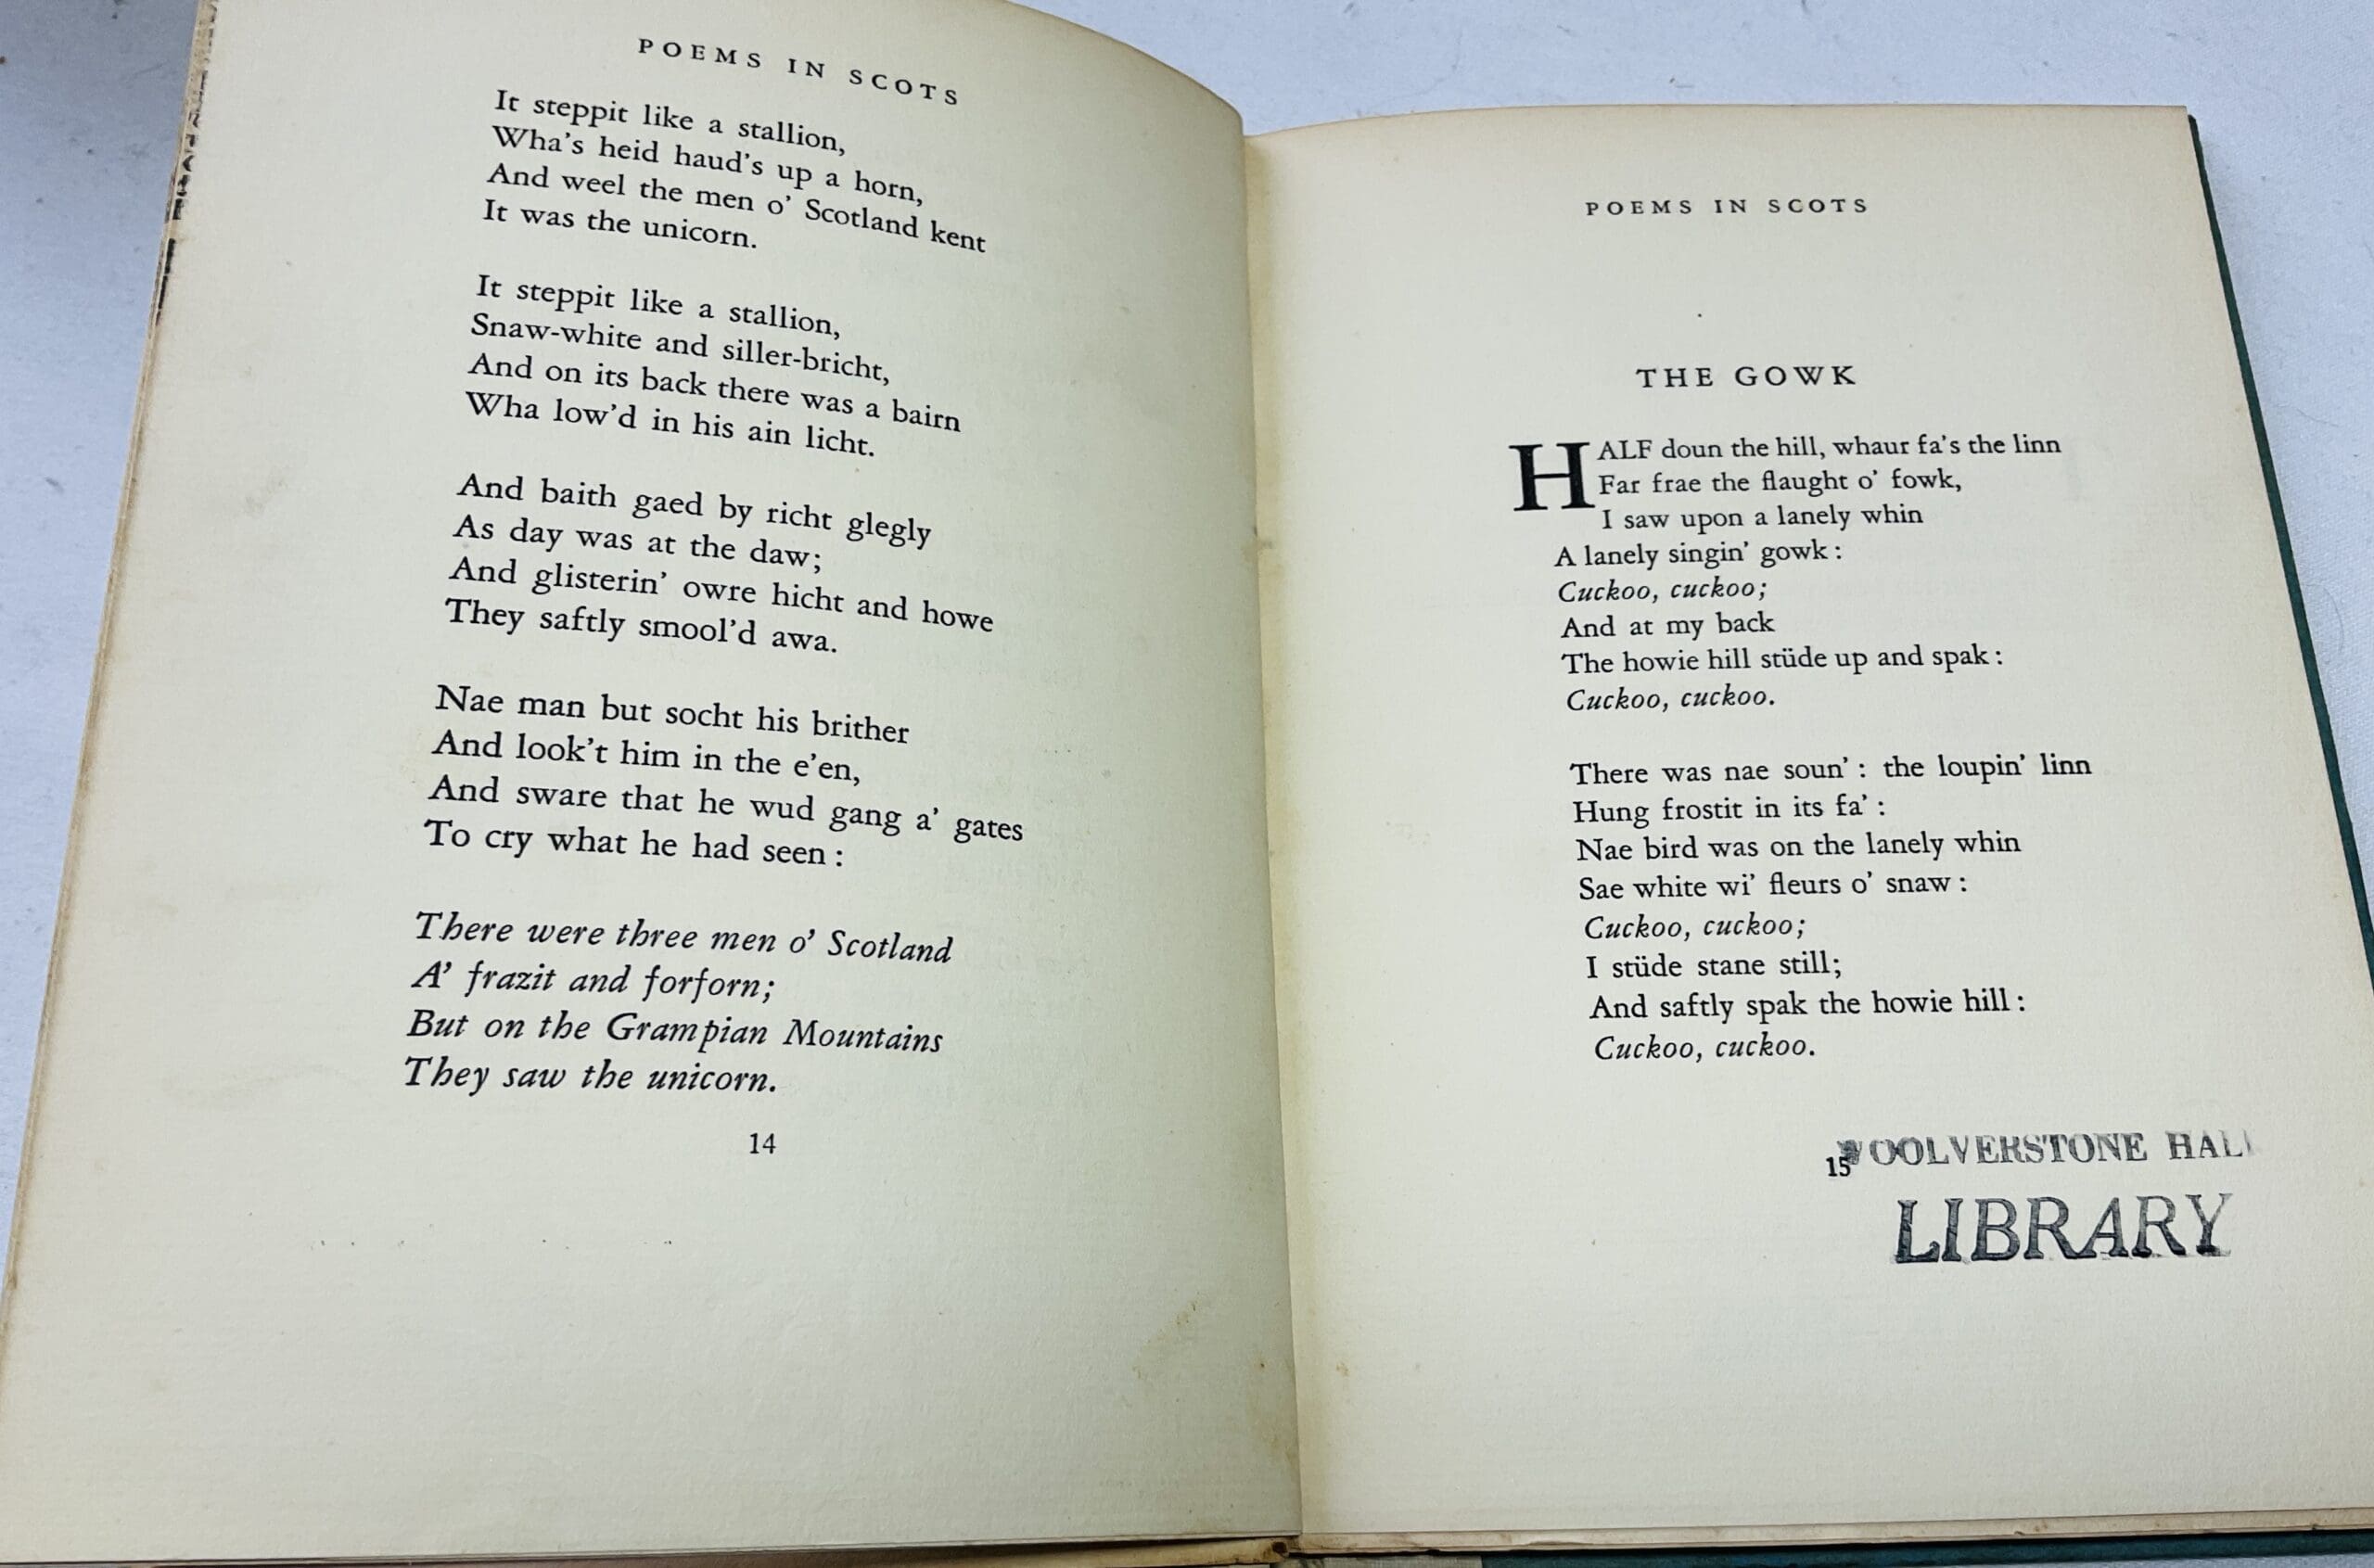 POEMS IN SCOTS
It steppit like a stallion,
Wha's heid haud's up a horn,
And weel the men o' Scotland kent
It was the unicorn.
It steppit like a stallion,
Snaw-white and siller-bricht,
And on its back there was a bairn
Wha low'd in his ain licht.
And baith gaed by richt glegly
As day was at the daw;
And glisterin' owre hicht and howe
They saftly smool'd awa.
Nae man but socht his brither
And look't him in the e'en,
And sware that he wud gang a' gates
To cry what he had seen:
There were three men o' Scotland
A' frazit and forforn;
But on the Grampian Mountains
They saw the unicorn.
14
POEMS IN SCOTS
THE GOWK
HALF doun the hill, whaur fa's the linn
Far frae the flaught o' fowk,
I saw upon a lanely whin
A lanely singin' gowk:
Cuckoo, cuckoo;
And at my back
The howie hill stüde up and spak:
Cuckoo, cuckoo.
There was nae soun': the loupin' linn
Hung frostit in its fa':
Nae bird was on the lanely whin
Sae white wi' fleurs o' snaw:
Cuckoo, cuckoo;
I stüde stane still;
And saftly spak the howie hill:
Cuckoo, cuckoo.
15
WOOLVERSTONE HALL
LIBRARY